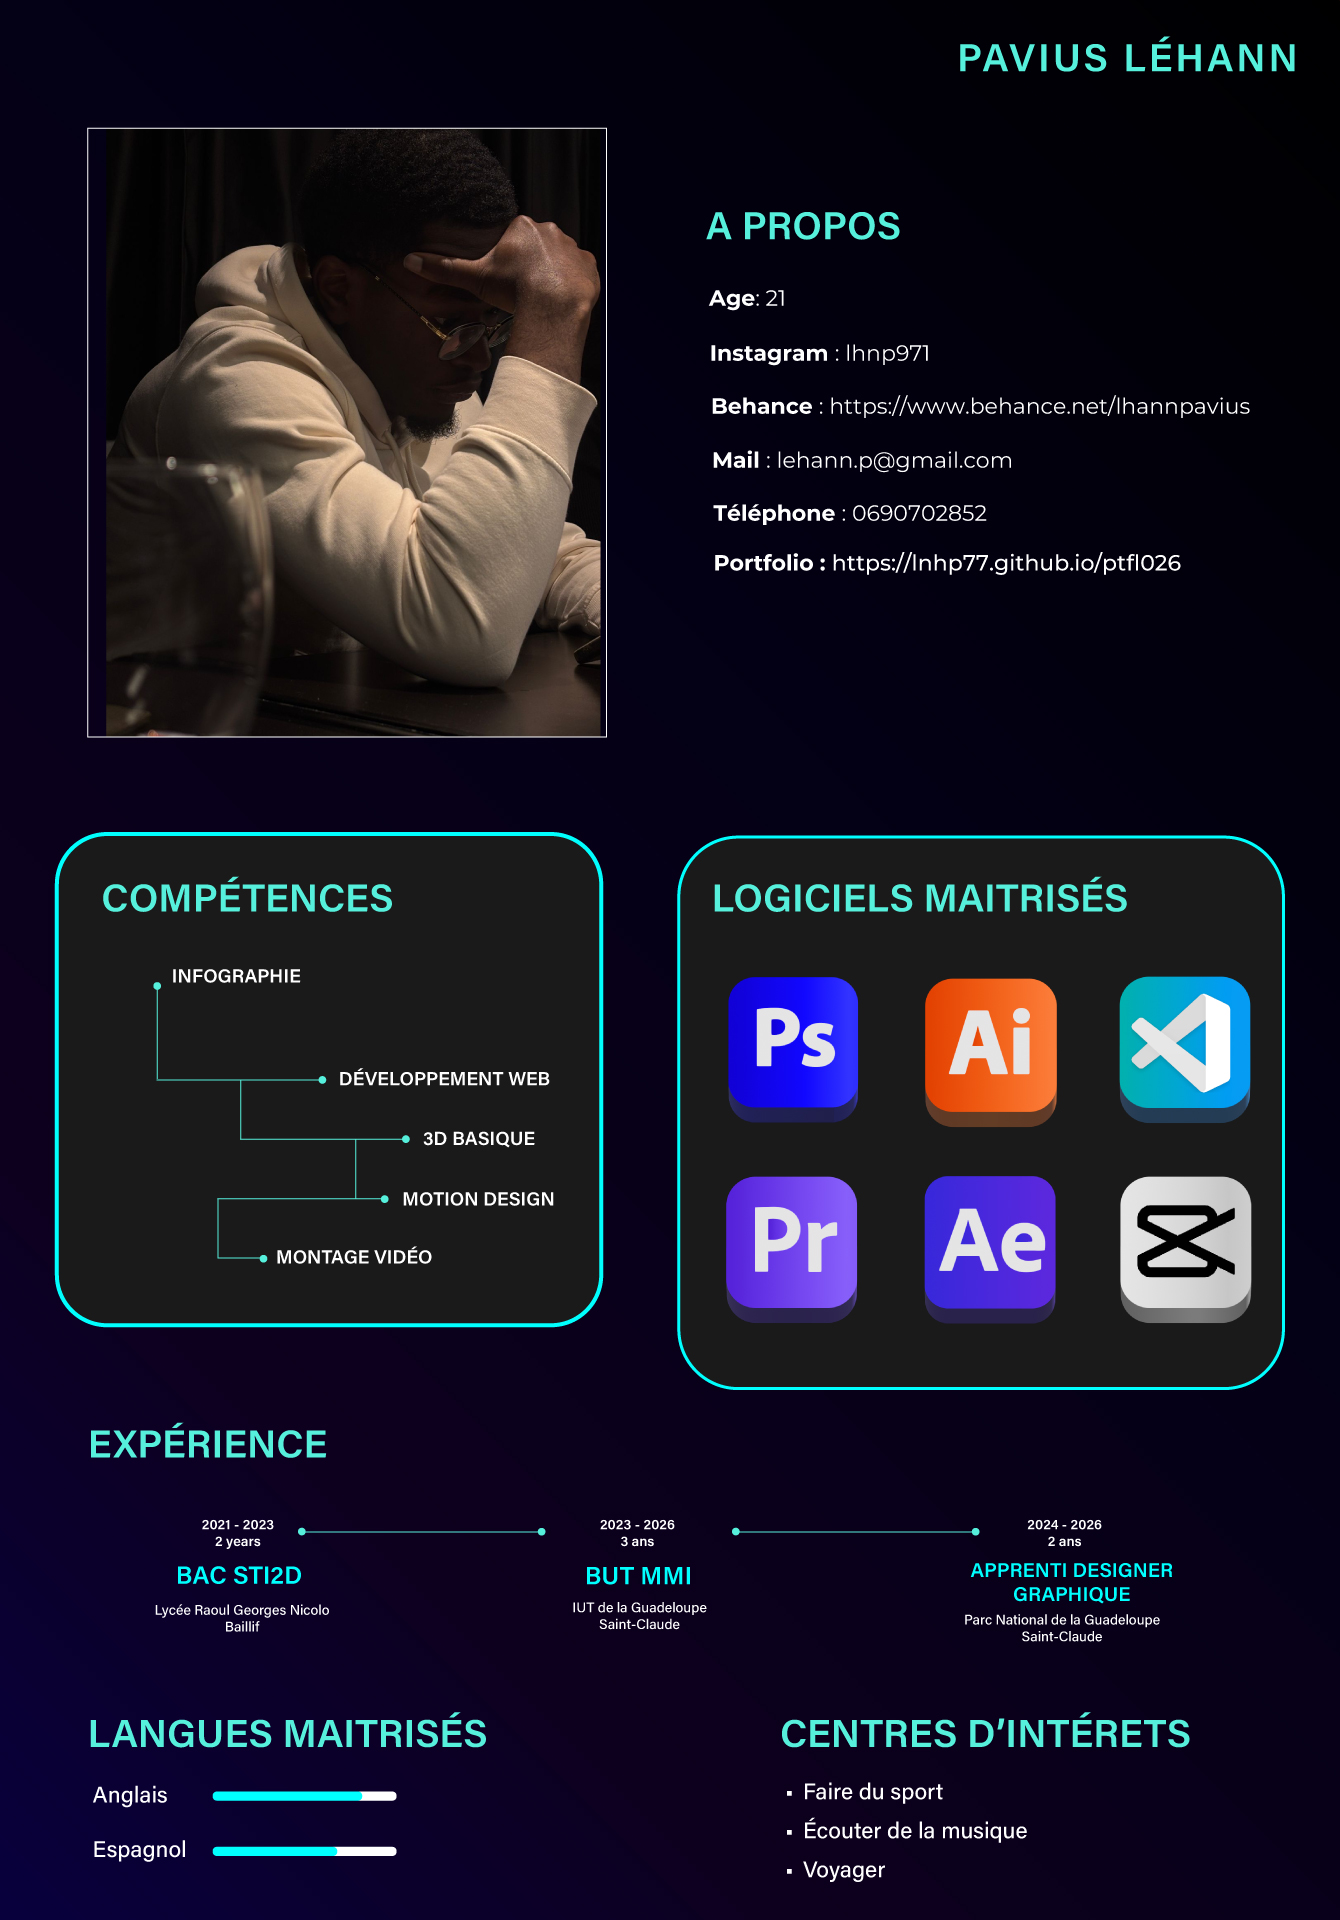 PAVIUS LÉHANN
A PROPOS
Age: 21
Instagram : lhnp971
Behance : https://www.behance.net/lhannpavius
Mail : lehann.p@gmail.com
Téléphone : 0690702852
Portfolio : https://lnhp77.github.io/ptfl026
COMPÉTENCES
INFOGRAPHIE
DÉVELOPPEMENT WEB
3D BASIQUE
MOTION DESIGN
MONTAGE VIDÉO
LOGICIELS MAITRISÉS
Ps
Ai
Pr
Ae
EXPÉRIENCE
2021 - 2023
2 years
BAC STI2D
Lycée Raoul Georges Nicolo
Baillif
2023 - 2026
3 ans
BUT MMI
IUT de la Guadeloupe
Saint-Claude
2024 - 2026
2 ans
APPRENTI DESIGNER
GRAPHIQUE
Parc National de la Guadeloupe
Saint-Claude
LANGUES MAITRISÉS
Anglais
Espagnol
CENTRES D’INTÉRETS
▪ Faire du sport
▪ Écouter de la musique
▪ Voyager